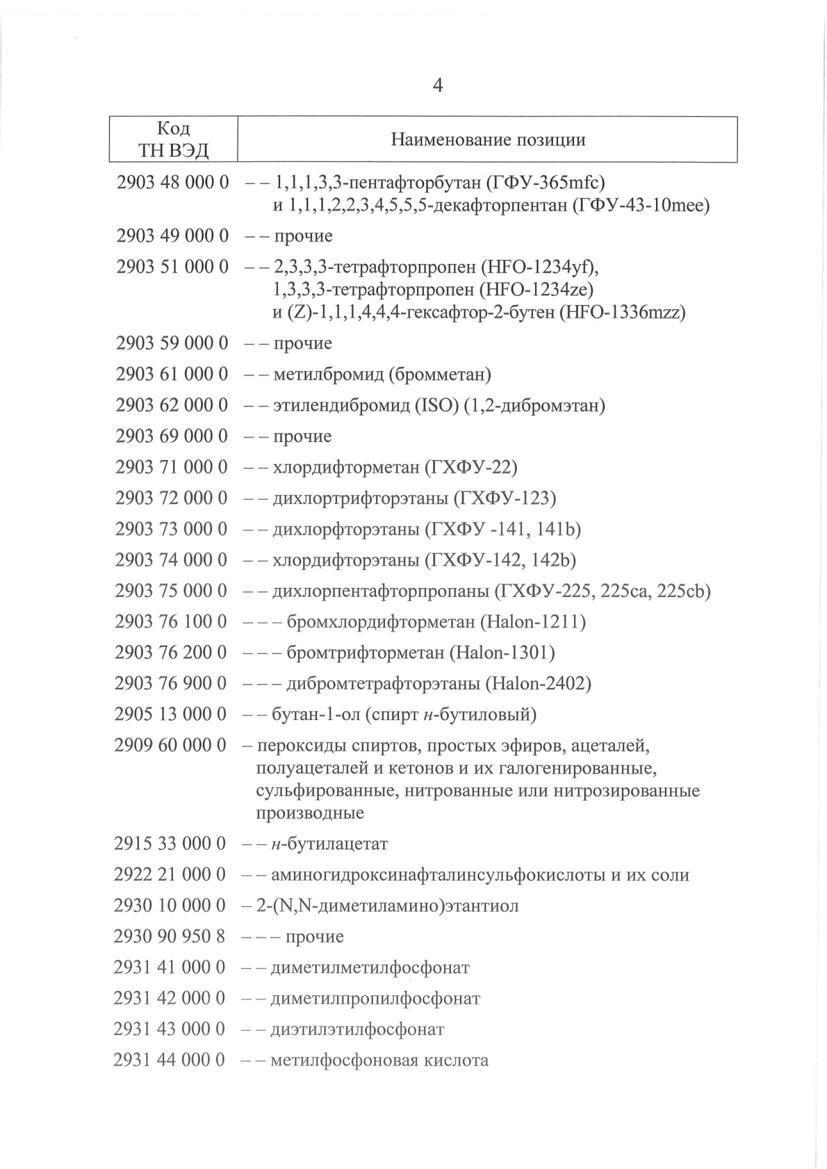 4
Код
ТН ВЭД
Наименование позиции
2903 48 000 0 – – 1,1,1,3,3-пентафторбутан (ГФУ-365mfc)
и 1,1,1,2,2,3,4,5,5,5-декафторпентан (ГФУ-43-10mee)
2903 49 000 0 – – прочие
2903 51 000 0 – – 2,3,3,3-тетрафторпропен (HFO-1234yf),
1,3,3,3-тетрафторпропен (HFO-1234ze)
и (Z)-1,1,1,4,4,4-гексафтор-2-бутен (HFO-1336mzz)
2903 59 000 0 – – прочие
2903 61 000 0 – – метилбромид (бромметан)
2903 62 000 0 – – этилендибромид (ISO) (1,2-дибромэтан)
2903 69 000 0 – – прочие
2903 71 000 0 – – хлордифторметан (ГХФУ-22)
2903 72 000 0 – – дихлортрифторэтаны (ГХФУ-123)
2903 73 000 0 – – дихлорфторэтаны (ГХФУ -141, 141b)
2903 74 000 0 – – хлордифторэтаны (ГХФУ-142, 142b)
2903 75 000 0 – – дихлорпентафторпропаны (ГХФУ-225, 225ca, 225cb)
2903 76 100 0 – – – бромхлордифторметан (Halon-1211)
2903 76 200 0 – – – бромтрифторметан (Halon-1301)
2903 76 900 0 – – – дибромтетрафторэтаны (Halon-2402)
2905 13 000 0 – – бутан-1-ол (спирт н-бутиловый)
2909 60 000 0 – пероксиды спиртов, простых эфиров, ацеталей,
полуацеталей и кетонов и их галогенированные,
сульфированные, нитрованные или нитрозированные
производные
2915 33 000 0 – – н-бутилацетат
2922 21 000 0 – – аминогидроксинафталинсульфокислоты и их соли
2930 10 000 0 – 2-(N,N-диметиламино)этантиол
2930 90 950 8 – – – прочие
2931 41 000 0 – – диметилметилфосфонат
2931 42 000 0 – – диметилпропилфосфонат
2931 43 000 0 – – диэтилэтилфосфонат
2931 44 000 0 – – метилфосфоновая кислота